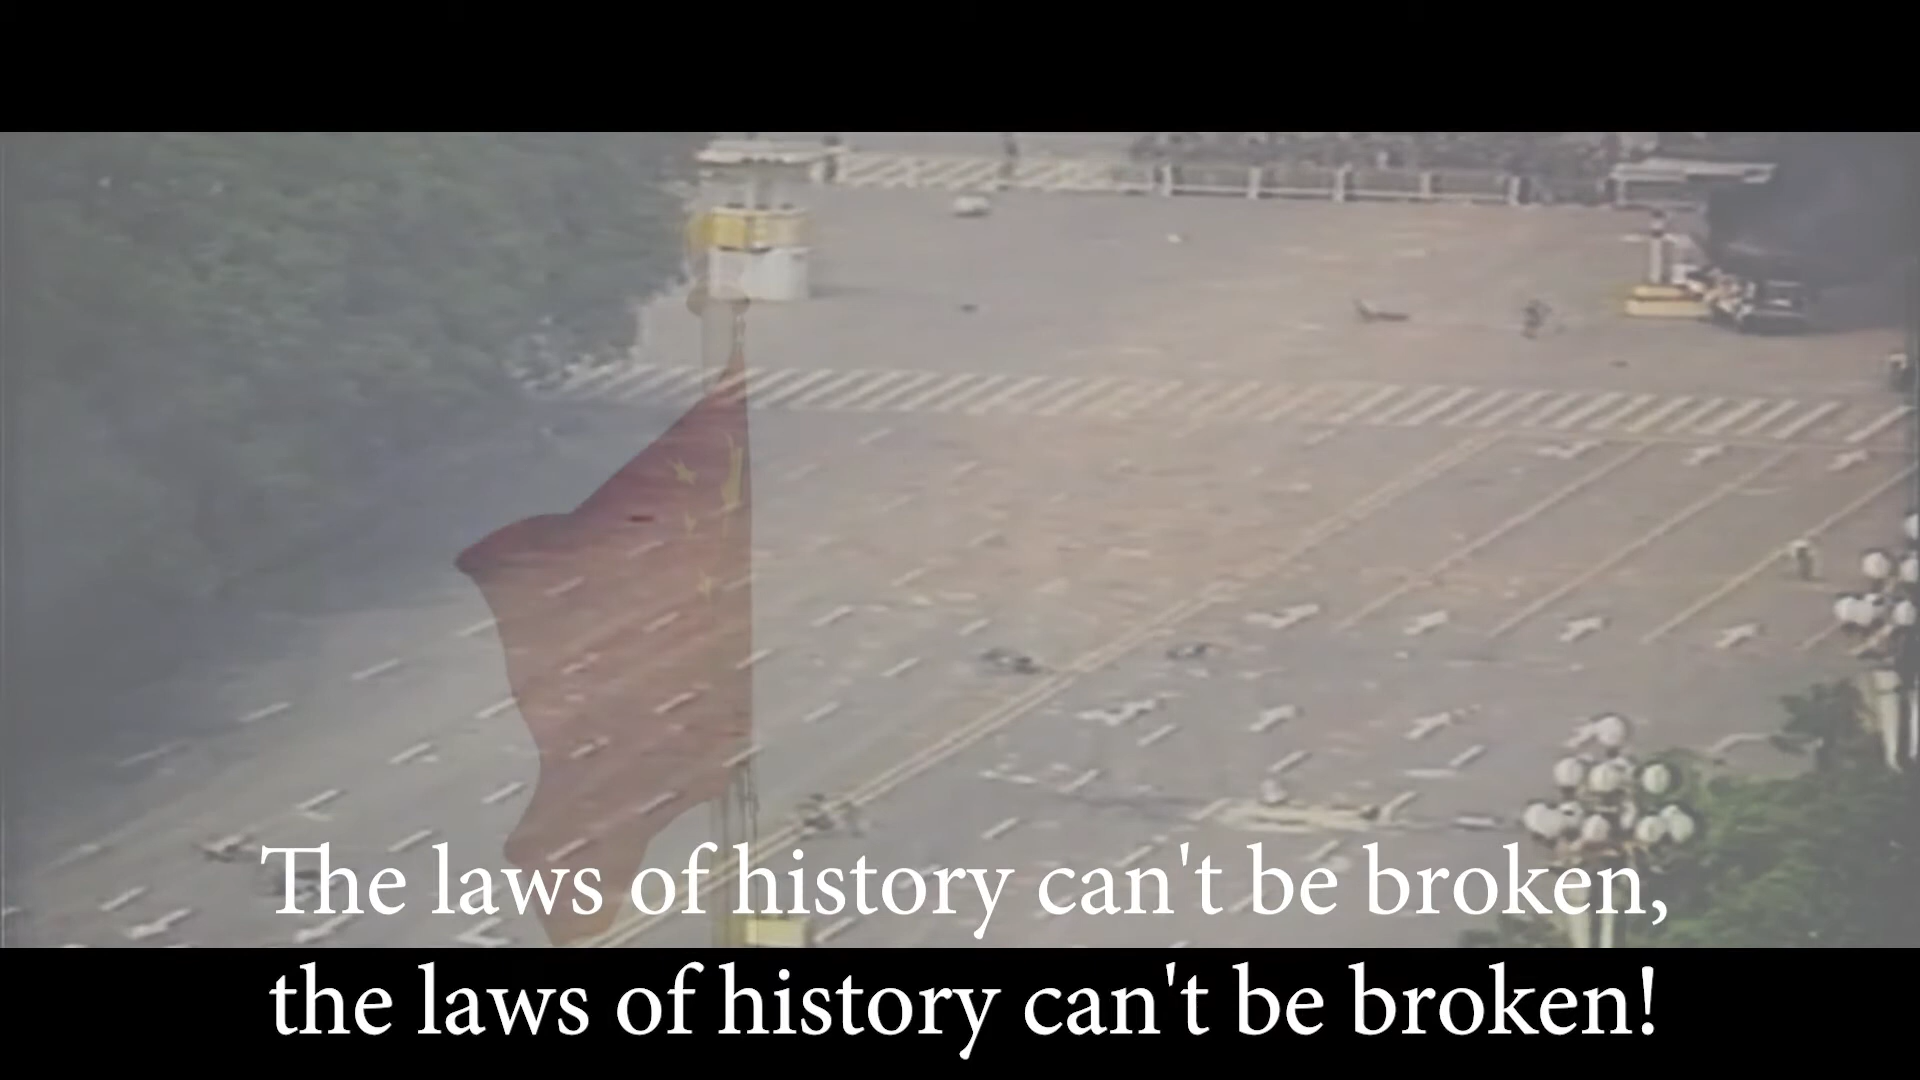 The laws of history can't be broken,
the laws of history can't be broken!